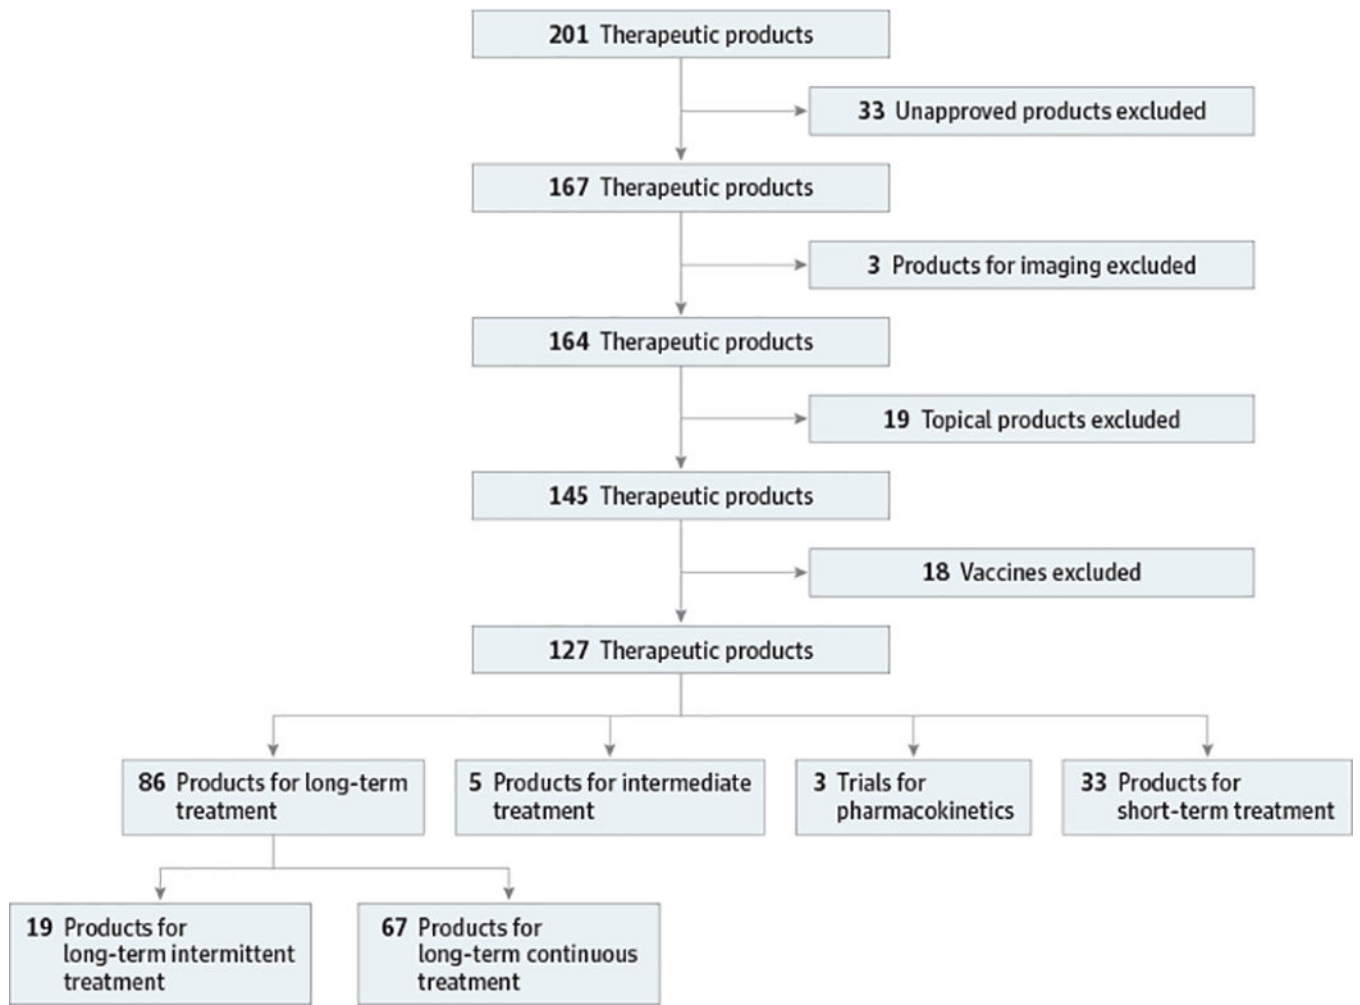 201 Therapeutic products
33 Unapproved products excluded
167 Therapeutic products
3 Products for imaging excluded
164 Therapeutic products
19 Topical products excluded
145 Therapeutic products
18 Vaccines excluded
127 Therapeutic products
86 Products for long-term
treatment
5 Products for intermediate
treatment
3 Trials for
pharmacokinetics
33 Products for
short-term treatment
19 Products for
long-term intermittent
treatment
67 Products for
long-term continuous
treatment